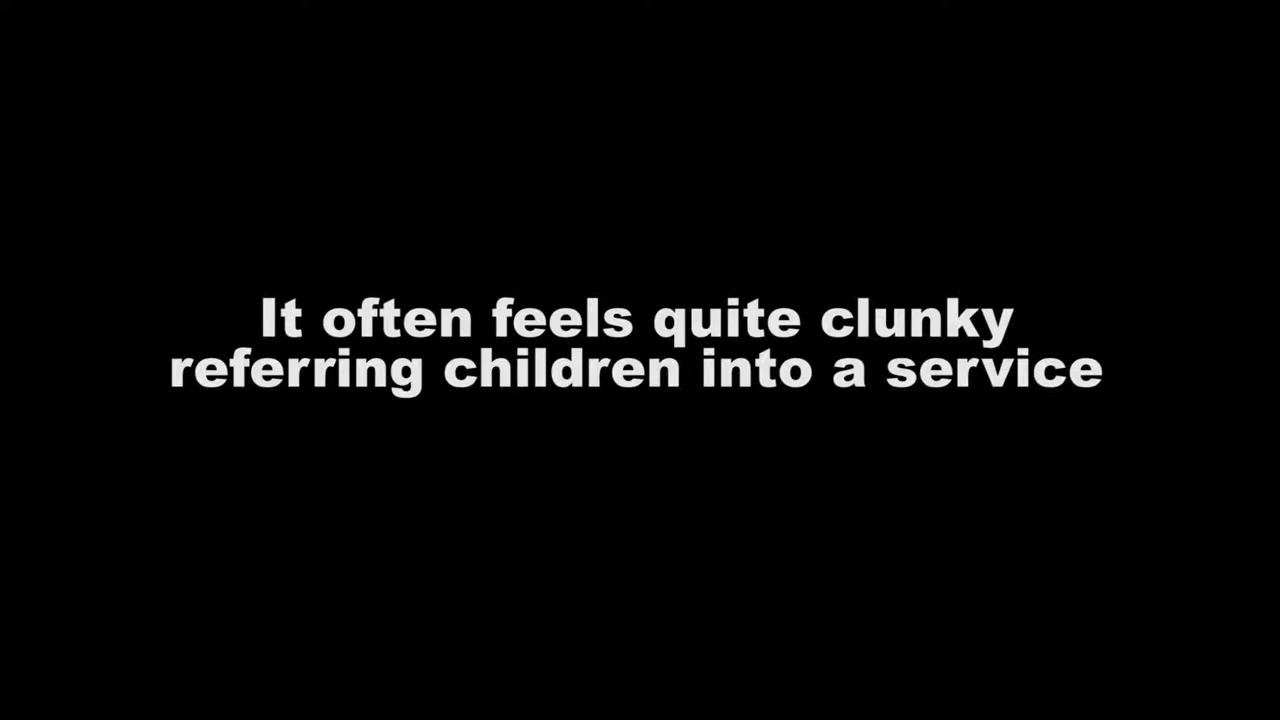 It often feels quite clunky
referring children into a service